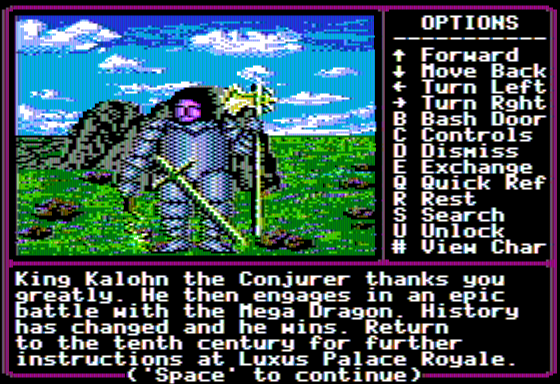 OPTIONS
------------
↑ Forward
↓ Move Back
← Turn Left
→ Turn Rght
B Bash Door
C Controls
D Dismiss
E Exchange
Q Quick Ref
R Rest
S Search
U Unlock
# View Char
King Kalohn the Conjurer thanks you
greatly. He then engages in an epic
battle with the Mega Dragon. History
has changed and he wins. Return
to the tenth century for further
instructions at Luxus Palace Royale.
('Space' to continue)